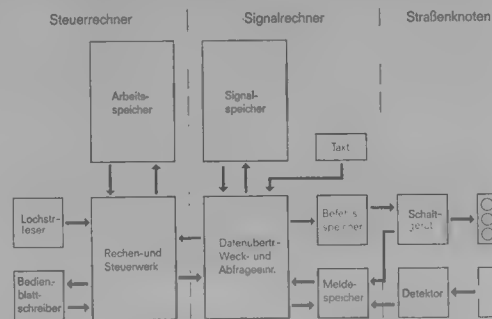 Steuerrechner
Signalrechner
Straßenknoten
Arbeits-
speicher
Signal-
speicher
Taxt
Lochstr-
leser
Rechen-und
Steuerwerk
Datenübertr.
Weck- und
Abfrageeinr.
Befehls
speicher
Schalt-
gerät
Bedien-
blatt-
schreiber
Melde-
speicher
Detektor